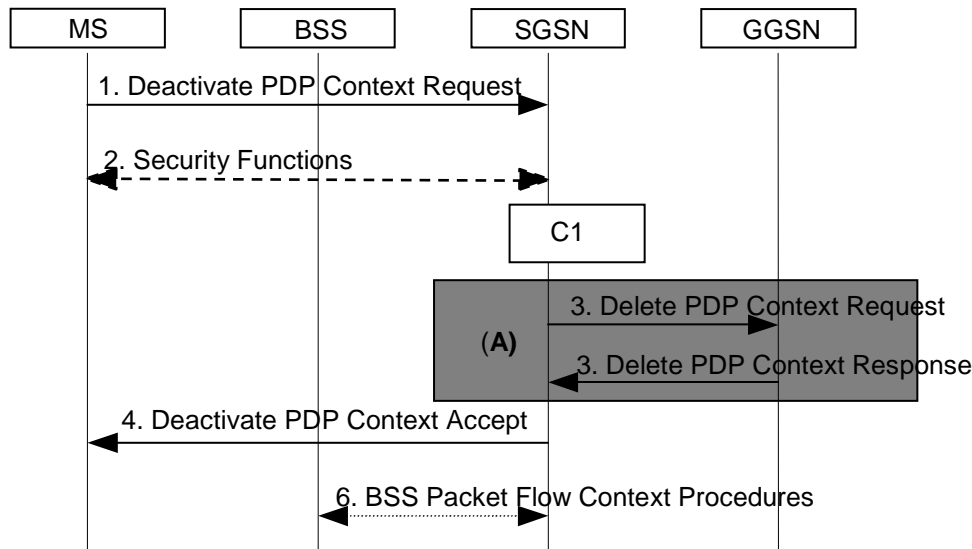 MS BSS SGSN GGSN
1. Deactivate PDP Context Request
2. Security Functions
C1
3. Delete PDP Context Request
(A)
3. Delete PDP Context Response
4. Deactivate PDP Context Accept
6. BSS Packet Flow Context Procedures